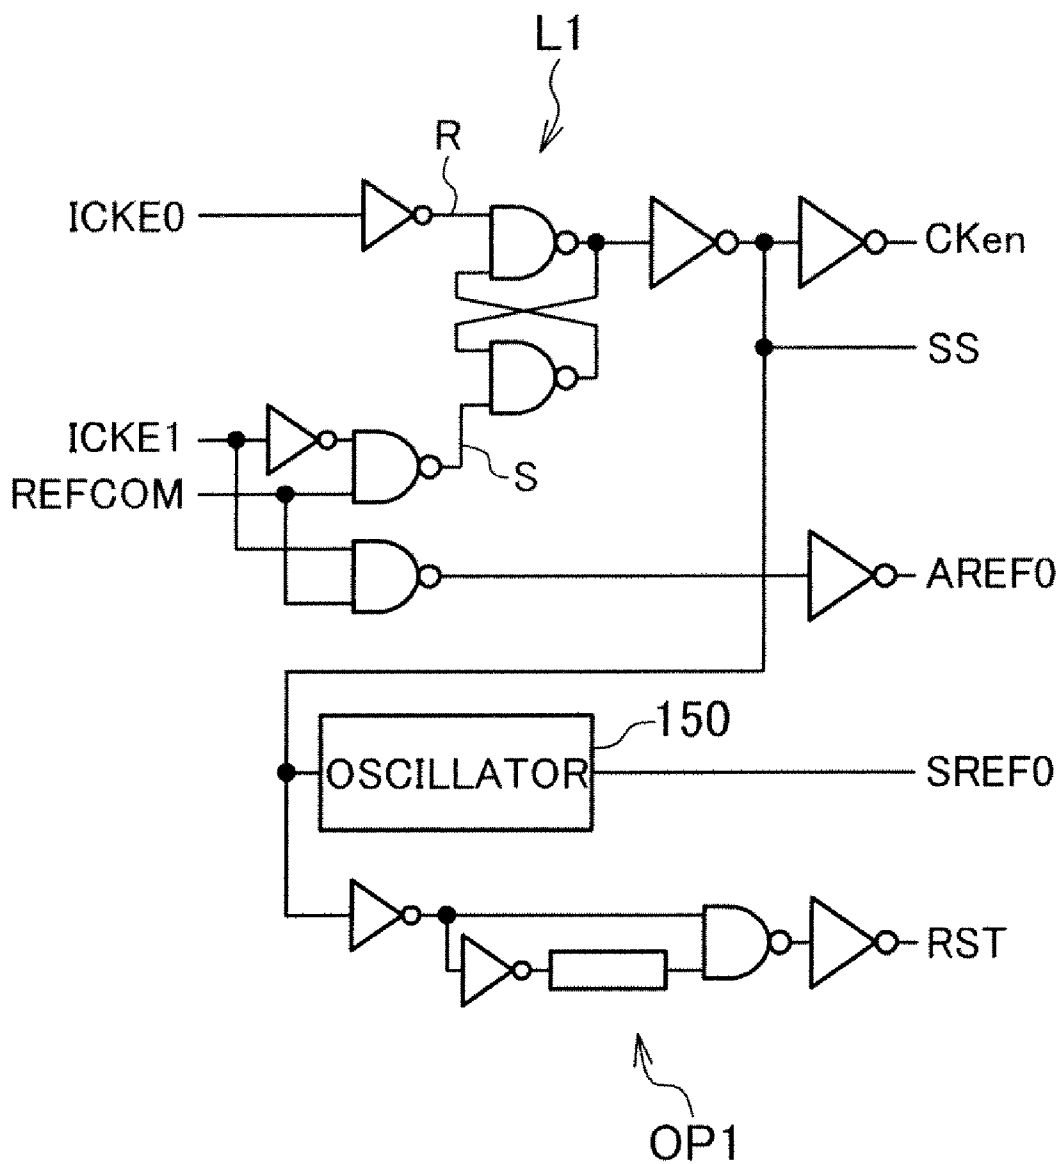 L1
R
ICKE0
CKen
SS
ICKE1
S
REFCOM
AREF0
150
OSCILLATOR
SREF0
RST
OP1